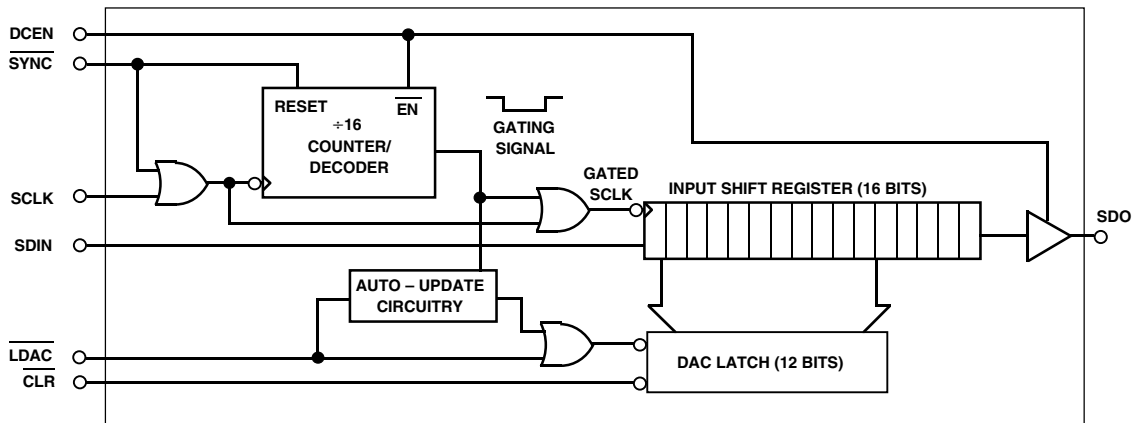 DCEN
SYNC
RESET
EN
÷16
COUNTER/
DECODER
GATING
SIGNAL
GATED
SCLK
INPUT SHIFT REGISTER (16 BITS)
SCLK
SDIN
SDO
AUTO – UPDATE
CIRCUITRY
LDAC
CLR
DAC LATCH (12 BITS)